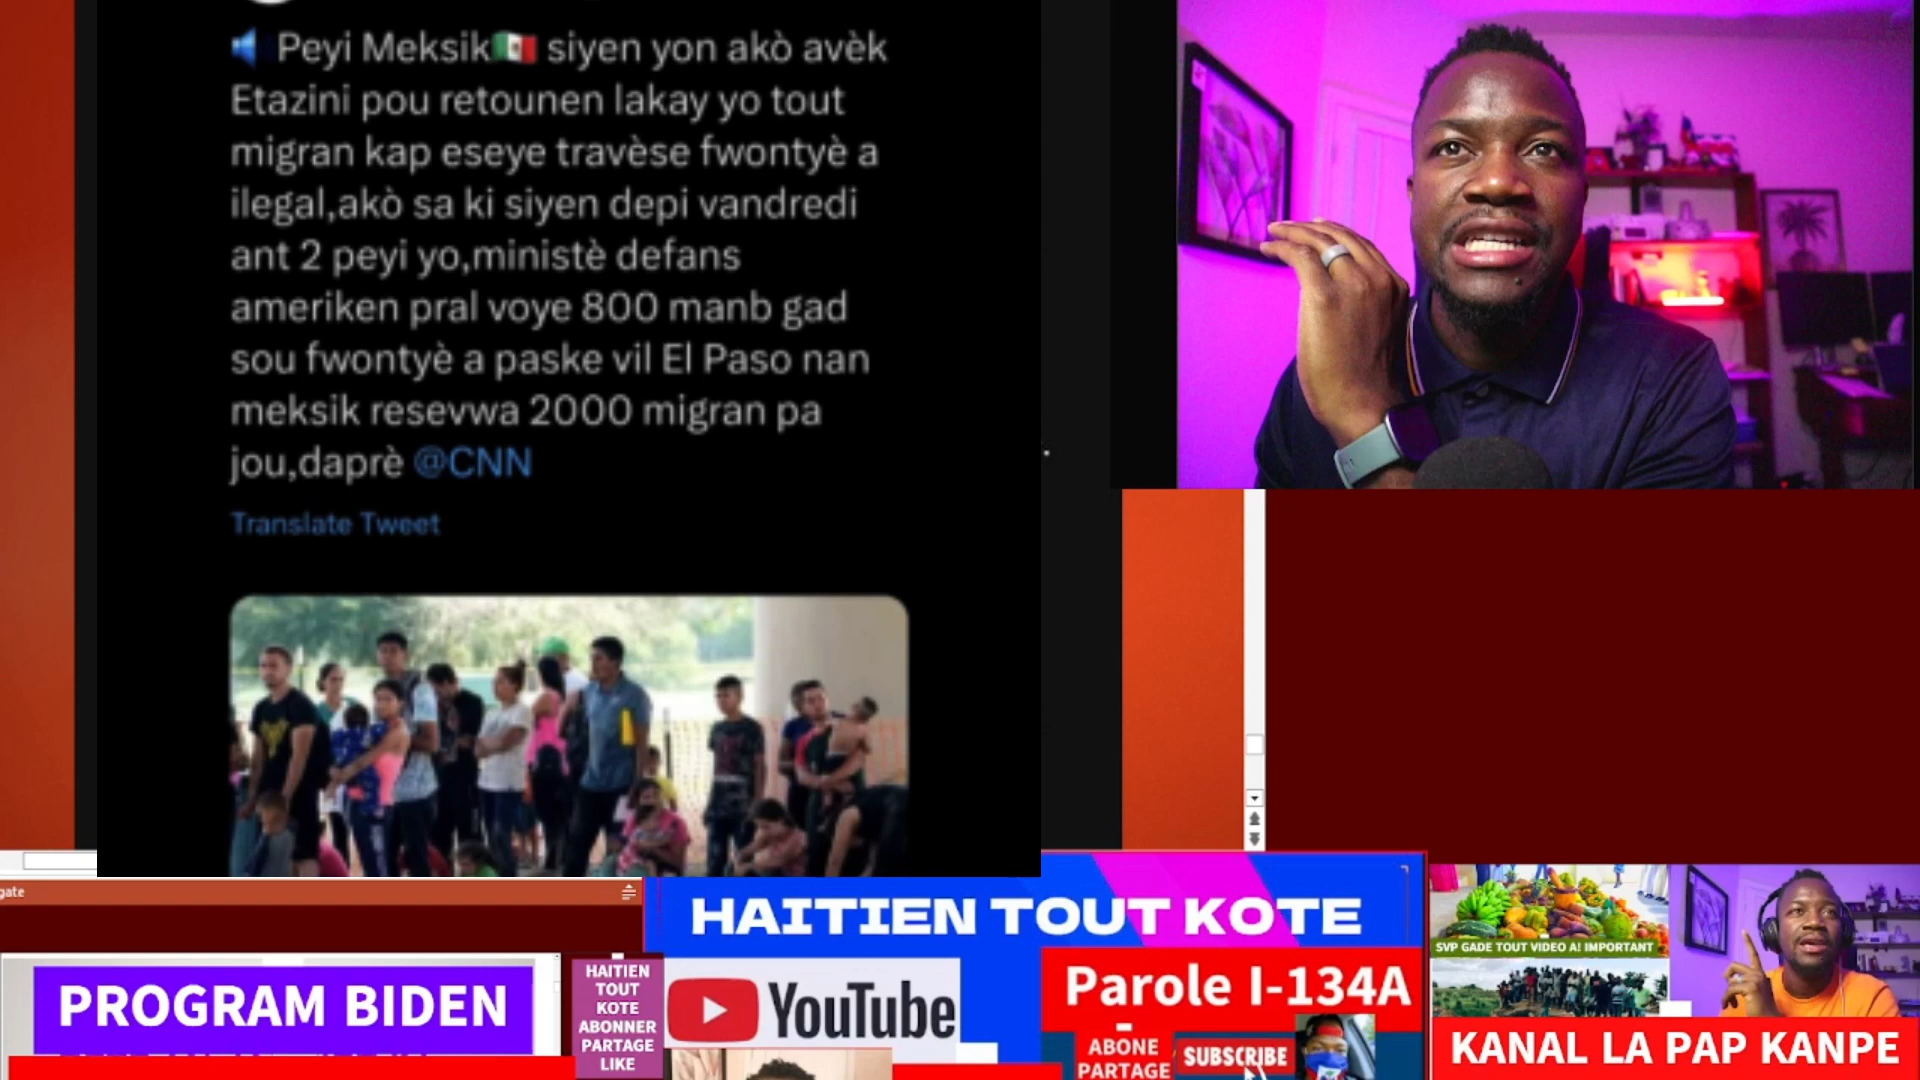 Peyi Meksik🇲🇽 siyen yon akò avèk
Etazini pou retounen lakay yo tout
migran kap eseye travèse fwontyè a
ilegal,akò sa ki siyen depi vandredi
ant 2 peyi yo,ministè defans
ameriken pral voye 800 manb gad
sou fwontyè a paske vil El Paso nan
meksik resevwa 2000 migran pa
jou,daprè @CNN
Translate Tweet
gate
HAITIEN TOUT KOTE
PROGRAM BIDEN
HAITIEN
TOUT
KOTE
ABONNER
PARTAGE
LIKE
YouTube
Parole I-134A
ABONE
PARTAGE
SUBSCRIBE
SVP GADE TOUT VIDEO A! IMPORTANT
KANAL LA PAP KANPE